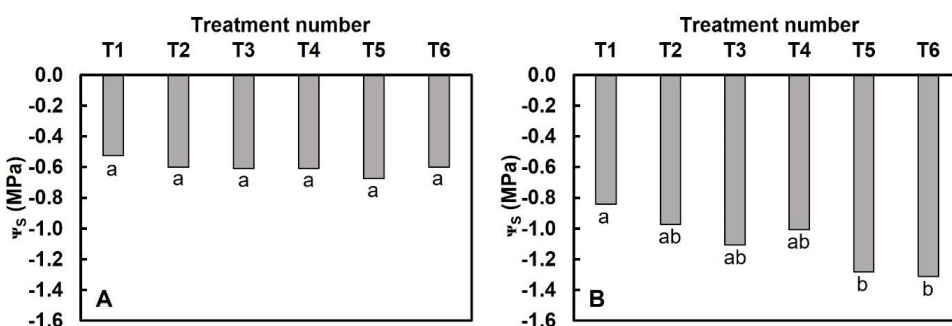 Treatment number
T1 T2 T3 T4 T5 T6
0.0
-0.2
-0.4
-0.6
-0.8
-1.0
-1.2
-1.4
-1.6
ΨS (MPa)
a a a a a a
A
Treatment number
T1 T2 T3 T4 T5 T6
0.0
-0.2
-0.4
-0.6
-0.8
-1.0
-1.2
-1.4
-1.6
ΨS (MPa)
a ab ab ab b b
B